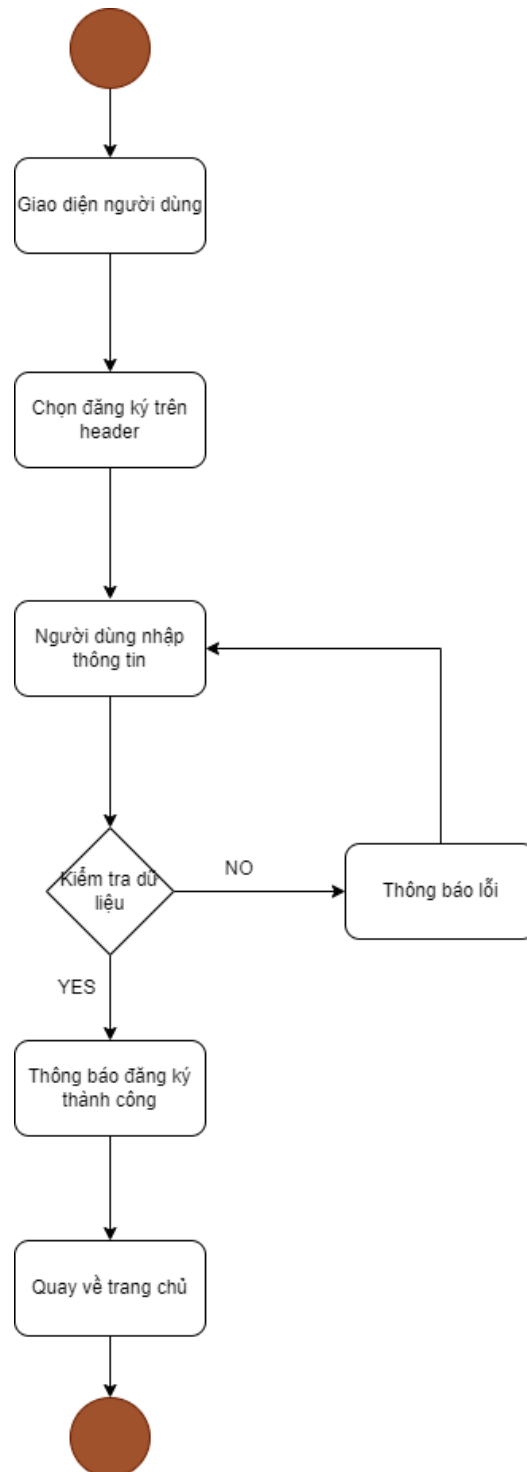 Giao diện người dùng
Chọn đăng ký trên
header
Người dùng nhập
thông tin
Kiểm tra dữ
liệu
NO
Thông báo lỗi
YES
Thông báo đăng ký
thành công
Quay về trang chủ